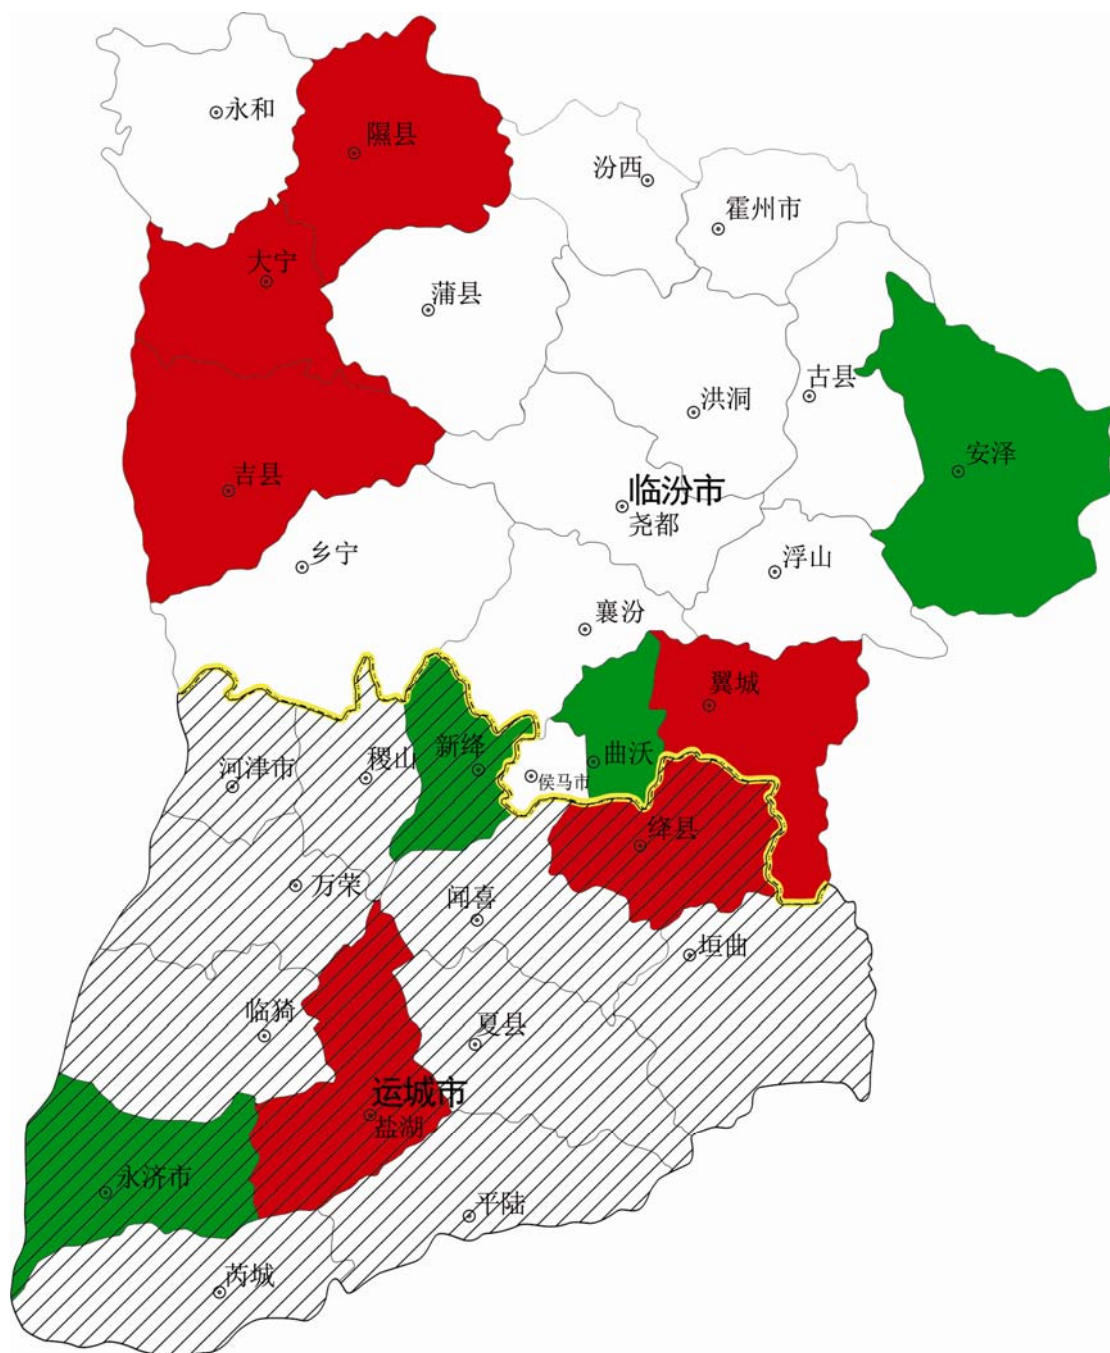 永和
隰县
汾西
霍州市
大宁
蒲县
古县
洪洞
安泽
吉县
临汾市
尧都
乡宁
浮山
襄汾
翼城
新绛
稷山
曲沃
河津市
侯马市
绛县
万荣
闻喜
垣曲
临猗
夏县
运城市
盐湖
永济市
平陆
芮城